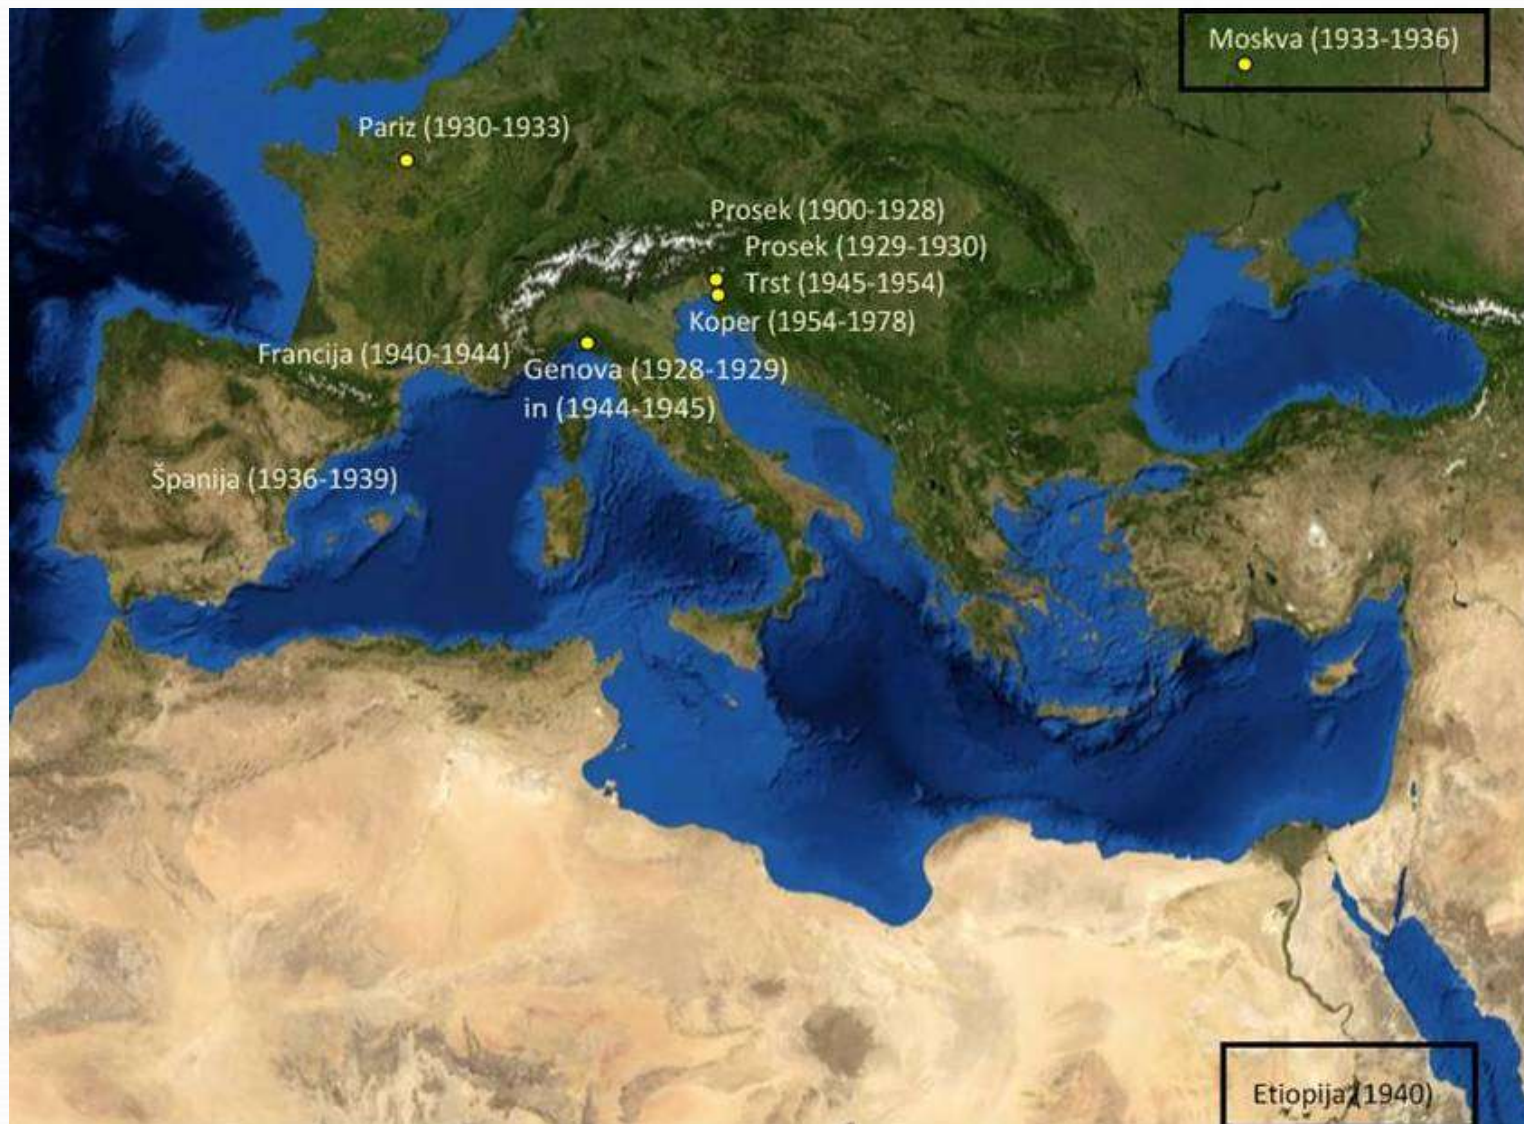 Moskva (1933-1936)
Pariz (1930-1933)
Prosek (1900-1928)
Prosek (1929-1930)
Trst (1945-1954)
Koper (1954-1978)
Francija (1940-1944)
Genova (1928-1929)
in (1944-1945)
Španija (1936-1939)
Etiopija (1940)